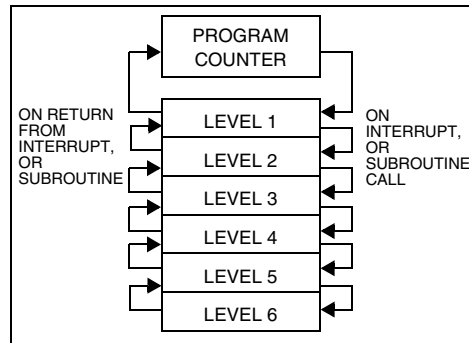 PROGRAM
COUNTER
ON RETURN
FROM
INTERRUPT,
OR
SUBROUTINE
LEVEL 1
LEVEL 2
LEVEL 3
LEVEL 4
LEVEL 5
LEVEL 6
ON
INTERRUPT,
OR
SUBROUTINE
CALL